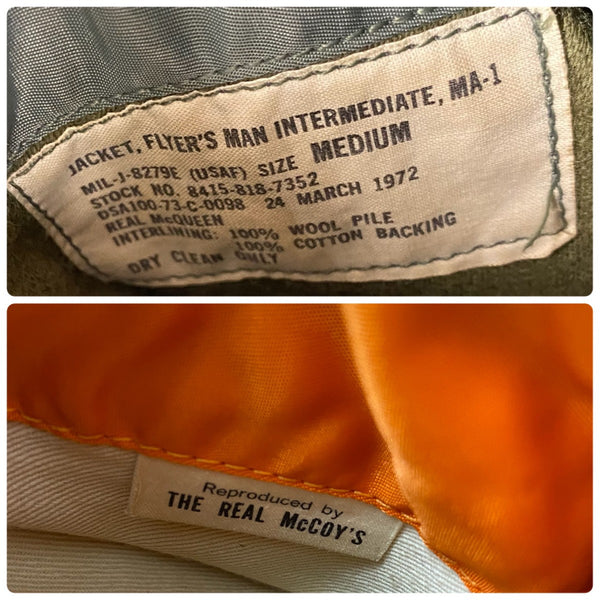 JACKET, FLYER'S MAN INTERMEDIATE, MA-1
MIL-J-8279E (USAF) SIZE MEDIUM
STOCK NO. 8415-818-7352
DSA100-73-C-0098 24 MARCH 1972
REAL McQUEEN
INTERLINING: 100% WOOL PILE
100% COTTON BACKING
DRY CLEAN ONLY
Reproduced by
THE REAL McCOY'S